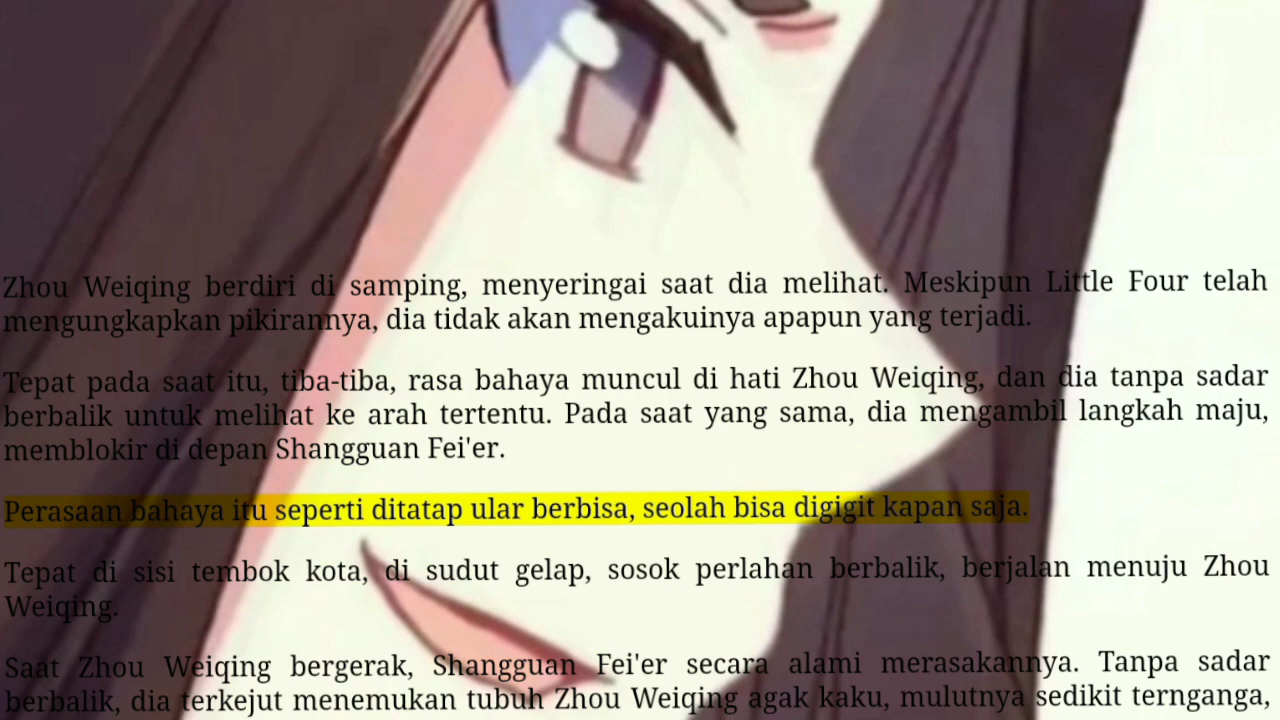 Zhou Weiqing berdiri di samping, menyeringai saat dia melihat. Meskipun Little Four telah
mengungkapkan pikirannya, dia tidak akan mengakuinya apapun yang terjadi.
Tepat pada saat itu, tiba-tiba, rasa bahaya muncul di hati Zhou Weiqing, dan dia tanpa sadar
berbalik untuk melihat ke arah tertentu. Pada saat yang sama, dia mengambil langkah maju,
memblokir di depan Shangguan Fei'er.
Perasaan bahaya itu seperti ditatap ular berbisa, seolah bisa digigit kapan saja.
Tepat di sisi tembok kota, di sudut gelap, sosok perlahan berbalik, berjalan menuju Zhou
Weiqing.
Saat Zhou Weiqing bergerak, Shangguan Fei'er secara alami merasakannya. Tanpa sadar
berbalik, dia terkejut menemukan tubuh Zhou Weiqing agak kaku, mulutnya sedikit ternganga,